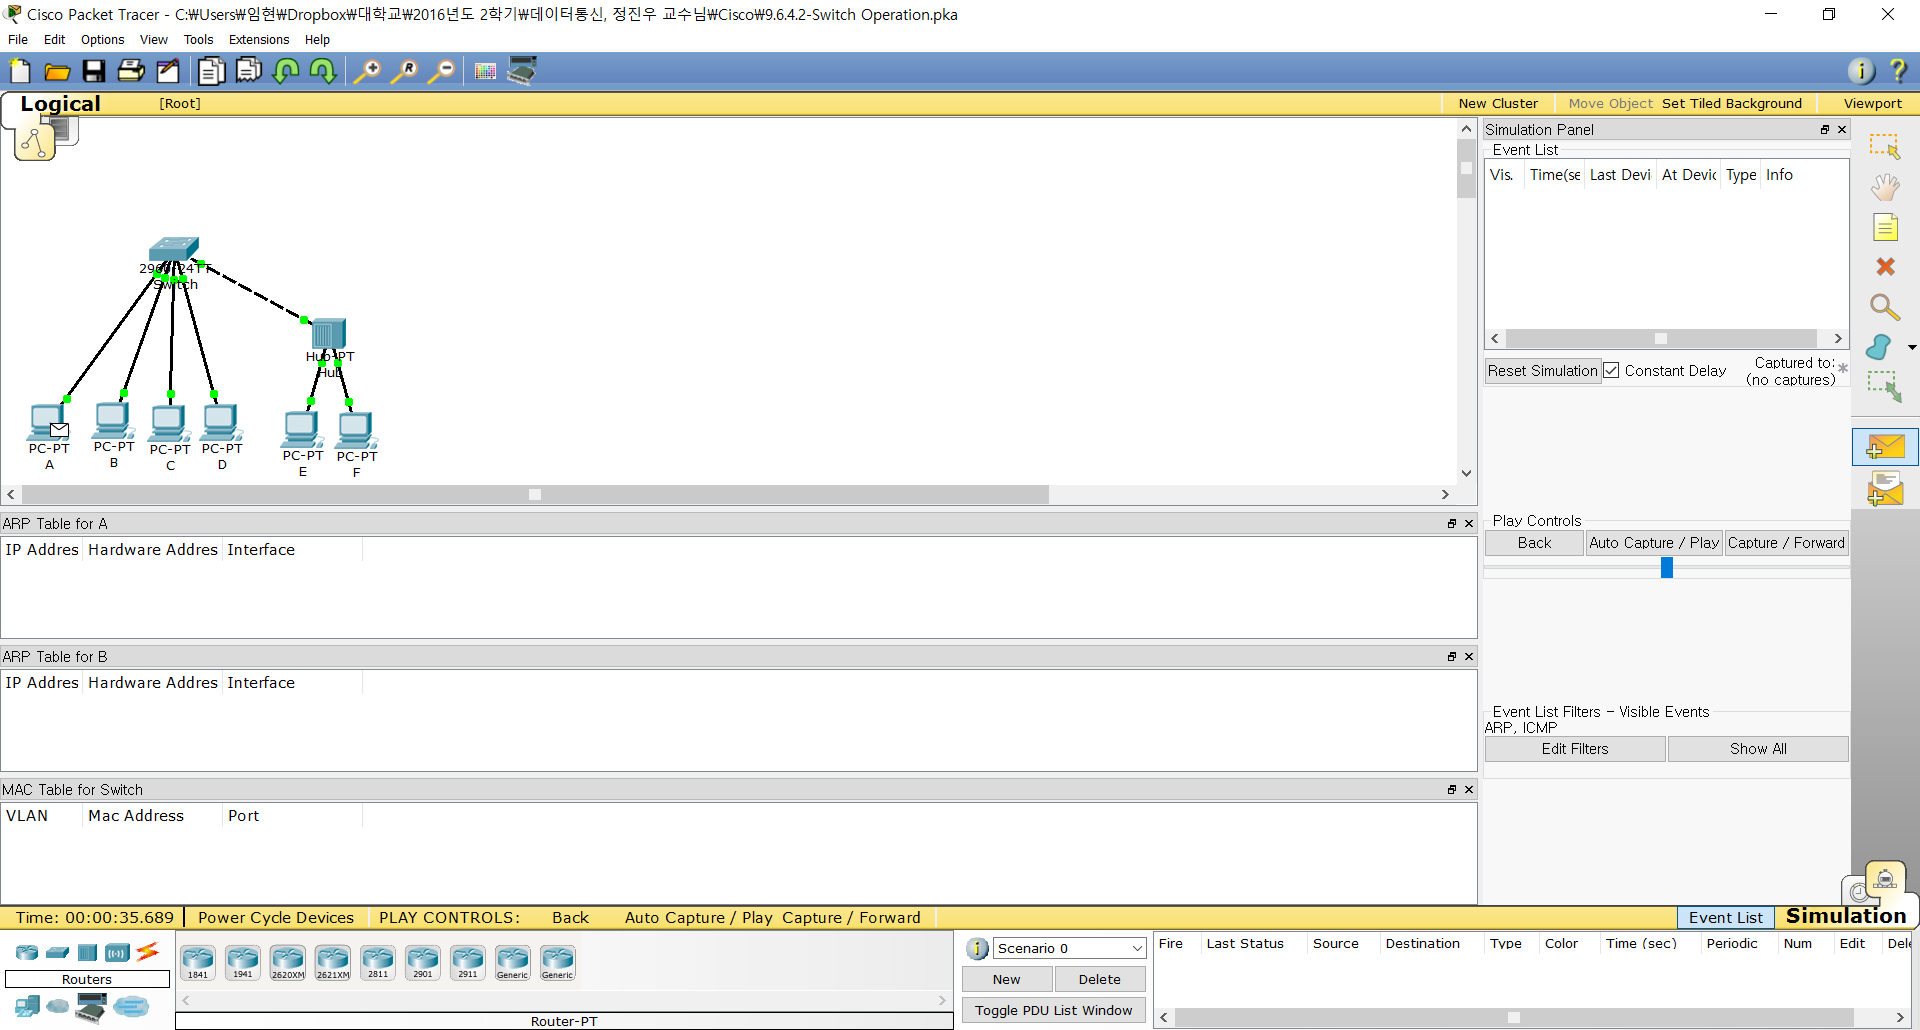 Cisco Packet Tracer - C:₩Users₩임현₩Dropbox₩대학교₩2016년도 2학기₩데이터통신, 정진우 교수님₩Cisco₩9.6.4.2-Switch Operation.pka
File Edit Options View Tools Extensions Help
Logical [Root] New Cluster Move Object Set Tiled Background Viewport
Simulation Panel
Event List
Vis. Time(se Last Devi At Devic Type Info
2960-24TT
Switch
Hub-PT
Hub
PC-PT
A
PC-PT
B
PC-PT
C
PC-PT
D
PC-PT
E
PC-PT
F
Reset Simulation Constant Delay Captured to:
(no captures) *
ARP Table for A
IP Addres Hardware Addres Interface
Play Controls
Back Auto Capture / Play Capture / Forward
ARP Table for B
IP Addres Hardware Addres Interface
Event List Filters - Visible Events
ARP, ICMP
Edit Filters Show All
MAC Table for Switch
VLAN Mac Address Port
Time: 00:00:35.689 Power Cycle Devices PLAY CONTROLS: Back Auto Capture / Play Capture / Forward Event List Simulation
Routers
1841 1941 2620XM 2621XM 2811 2901 2911 Generic Generic
Router-PT
Scenario 0
New Delete
Toggle PDU List Window
Fire Last Status Source Destination Type Color Time (sec) Periodic Num Edit Dele